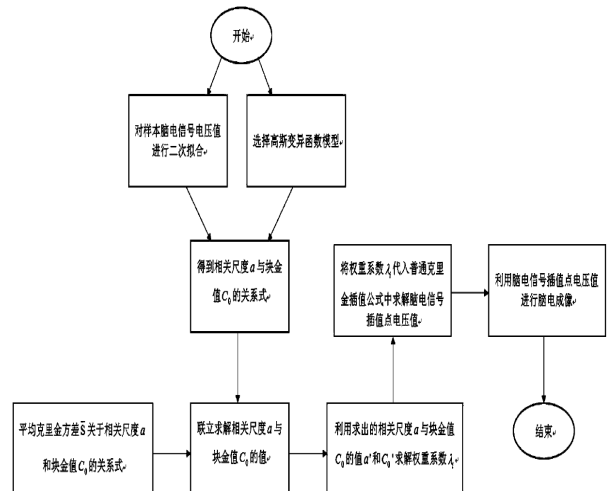 开始
对样本脑电信号电压值
进行二次拟合
选择高斯变异函数模型
得到相关尺度a与块金
值C₀的关系式
将权重系数λᵢ代入普通克里
金插值公式中求解脑电信号
插值点电压值
利用脑电信号插值点电压值
进行脑电成像
平均克里金方差S̄关于相关尺度a
和块金值C₀的关系式
联立求解相关尺度a与
块金值C₀的值
利用求出的相关尺度a与块金值
C₀的值a'和C₀'求解权重系数λᵢ
结束